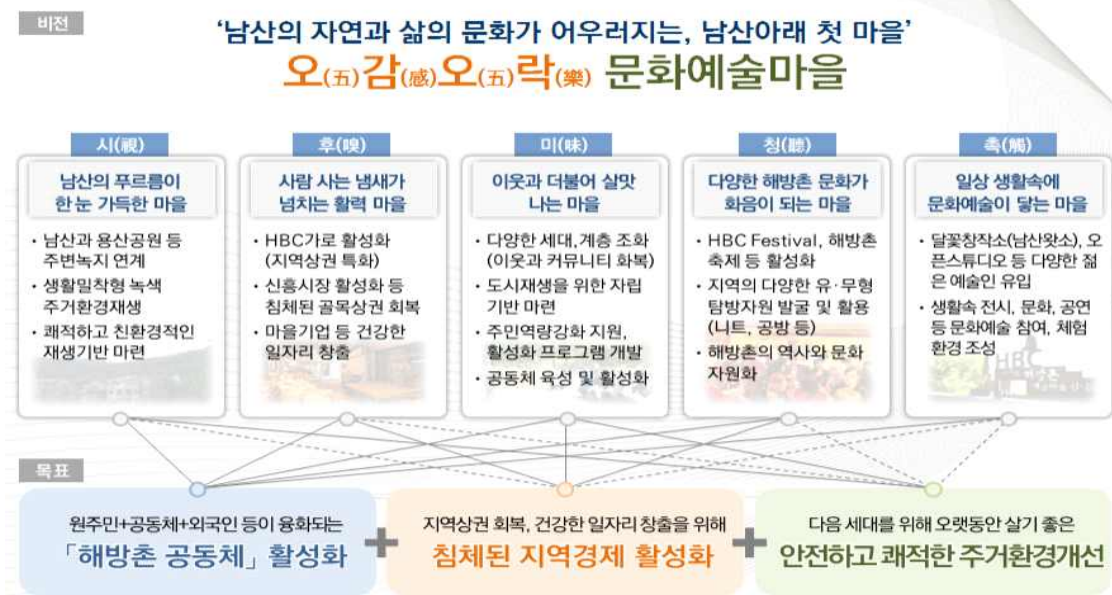 비전
‘남산의 자연과 삶의 문화가 어우러지는, 남산아래 첫 마을’
오(五)감(感)오(五)락(樂) 문화예술마을
시(視)
남산의 푸르름이
한 눈 가득한 마을
• 남산과 용산공원 등
주변녹지 연계
• 생활밀착형 녹색
주거환경재생
• 쾌적하고 친환경적인
재생기반 마련
후(嗅)
사람 사는 냄새가
넘치는 활력 마을
• HBC가로 활성화
(지역상권 특화)
• 신흥시장 활성화 등
침체된 골목상권 회복
• 마을기업 등 건강한
일자리 창출
미(味)
이웃과 더불어 살맛
나는 마을
• 다양한 세대,계층 조화
(이웃과 커뮤니티 화복)
• 도시재생을 위한 자립
기반 마련
• 주민역량강화 지원,
활성화 프로그램 개발
• 공동체 육성 및 활성화
청(聽)
다양한 해방촌 문화가
화음이 되는 마을
• HBC Festival, 해방촌
축제 등 활성화
• 지역의 다양한 유·무형
탐방자원 발굴 및 활용
(니트, 공방 등)
• 해방촌의 역사와 문화
자원화
촉(觸)
일상 생활속에
문화예술이 닿는 마을
• 달꽃창작소(남산왓소), 오
픈스튜디오 등 다양한 젊
은 예술인 유입
• 생활속 전시, 문화, 공연
등 문화예술 참여, 체험
환경 조성
HBC
목표
원주민+공동체+외국인 등이 융화되는
「해방촌 공동체」 활성화
+
지역상권 회복, 건강한 일자리 창출을 위해
침체된 지역경제 활성화
+
다음 세대를 위해 오랫동안 살기 좋은
안전하고 쾌적한 주거환경개선